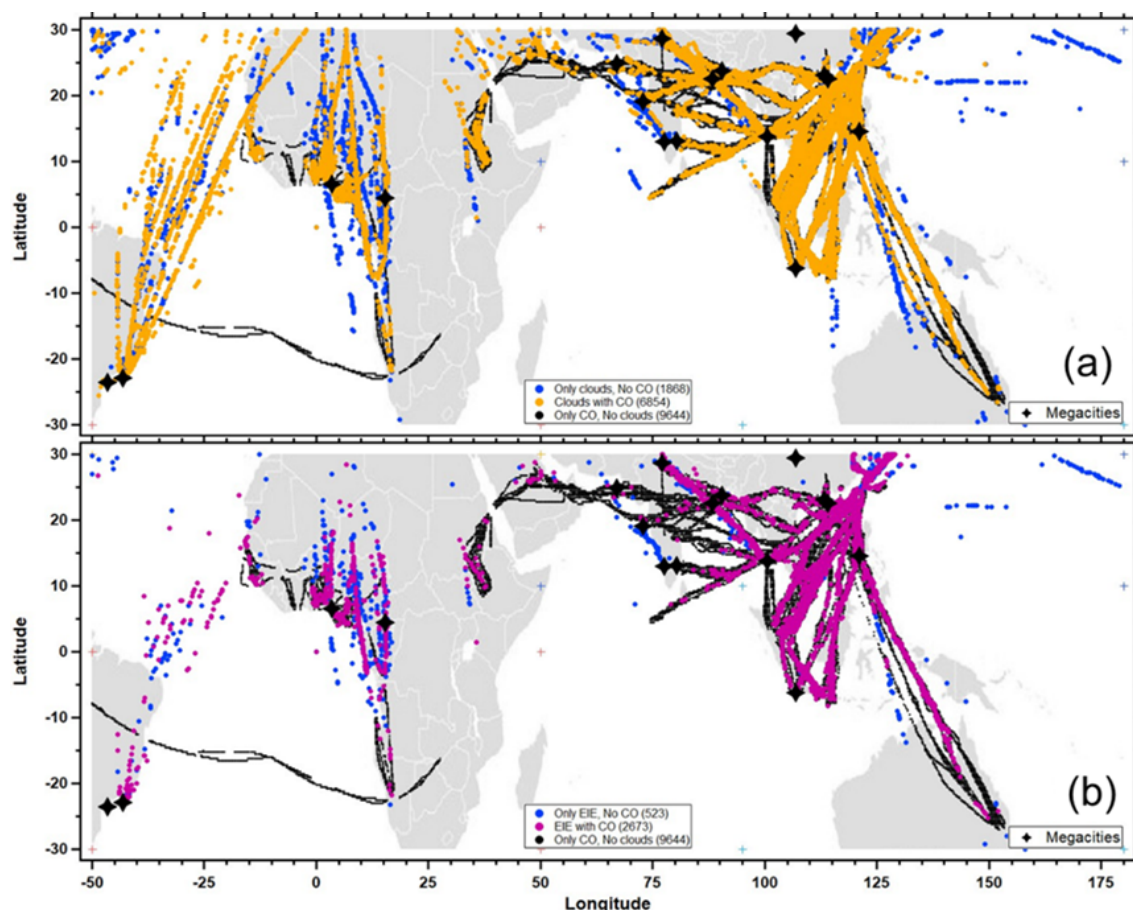 30
20
10
0
-10
-20
-30
Latitude
(a)
Only clouds, No CO (1868)
Clouds with CO (6854)
Only CO, No clouds (9644)
Megacities
30
20
10
0
-10
-20
-30
Latitude
(b)
Only EIE, No CO (523)
EIE with CO (2673)
Only CO, No clouds (9644)
Megacities
-50 -25 0 25 50 75 100 125 150 175
Longitude